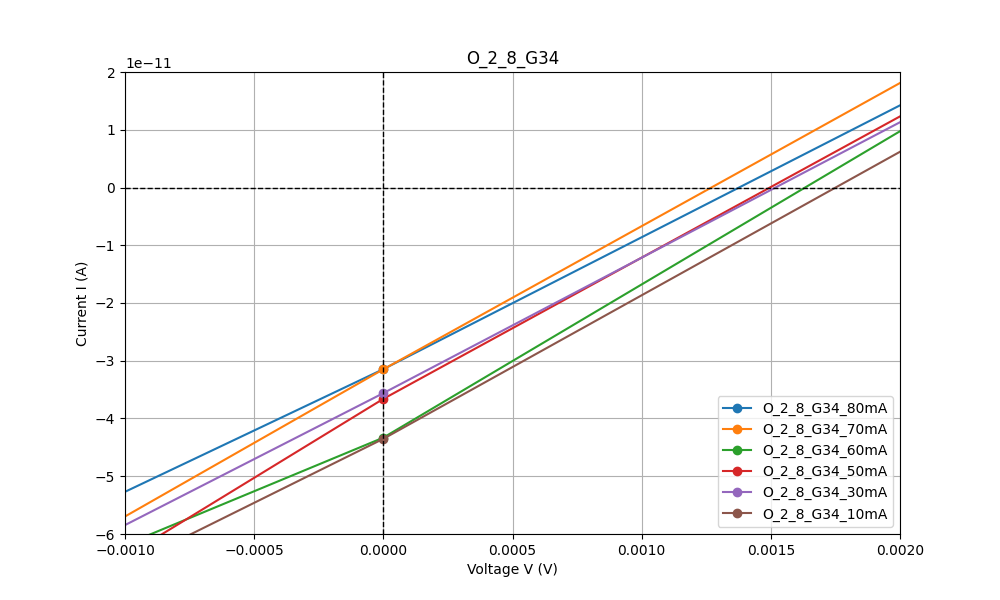 O_2_8_G34
1e−11
2
1
0
−1
−2
−3
−4
−5
−6
Current I (A)
−0.0010
−0.0005
0.0000
0.0005
0.0010
0.0015
0.0020
Voltage V (V)
O_2_8_G34_80mA
O_2_8_G34_70mA
O_2_8_G34_60mA
O_2_8_G34_50mA
O_2_8_G34_30mA
O_2_8_G34_10mA